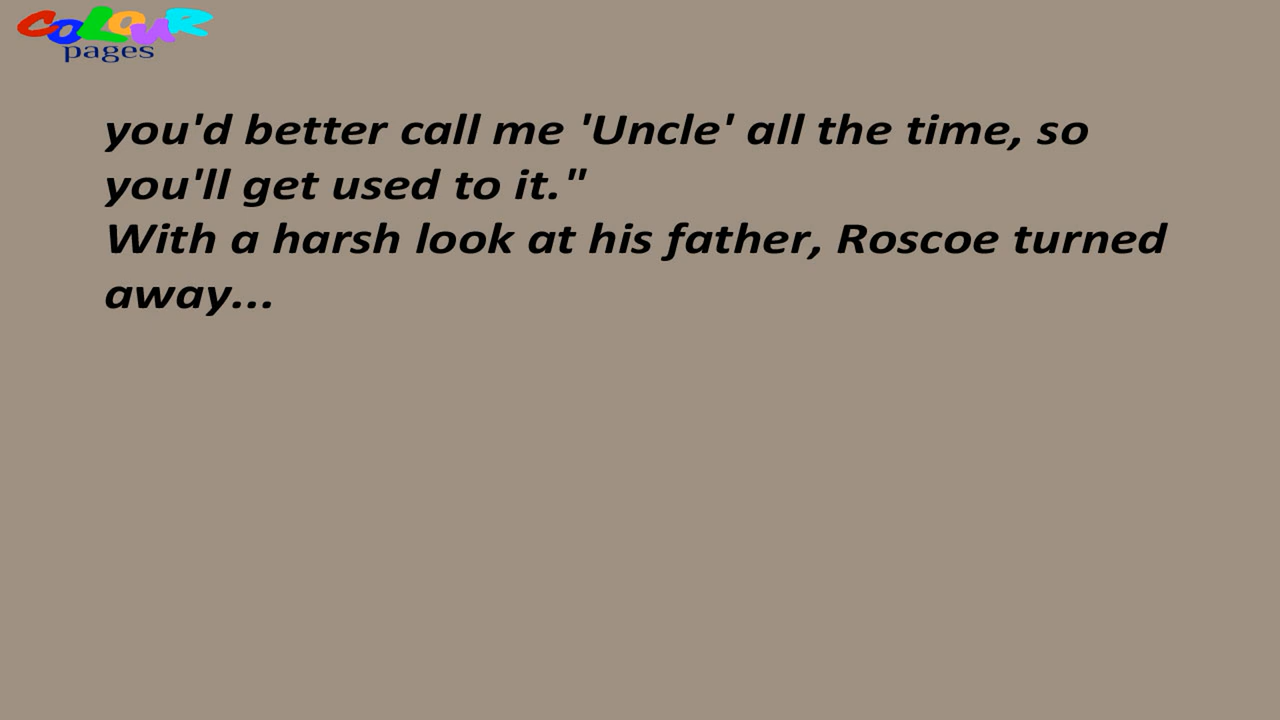 COLOUR
pages
you'd better call me 'Uncle' all the time, so
you'll get used to it."
With a harsh look at his father, Roscoe turned
away...